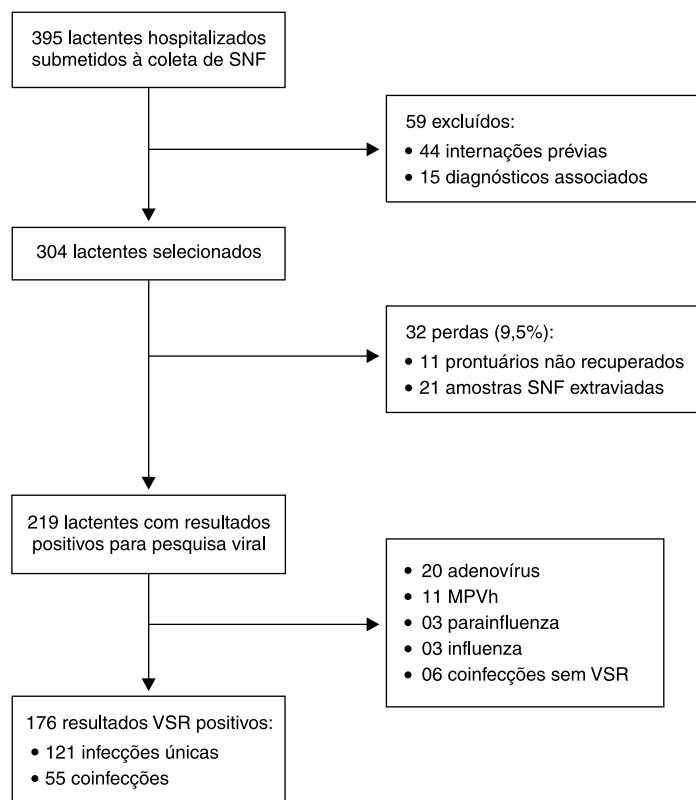 395 lactentes hospitalizados
submetidos à coleta de SNF
59 excluídos:
• 44 internações prévias
• 15 diagnósticos associados
304 lactentes selecionados
32 perdas (9,5%):
• 11 prontuários não recuperados
• 21 amostras SNF extraviadas
219 lactentes com resultados
positivos para pesquisa viral
• 20 adenovírus
• 11 MPVh
• 03 parainfluenza
• 03 influenza
• 06 coinfecções sem VSR
176 resultados VSR positivos:
• 121 infecções únicas
• 55 coinfecções